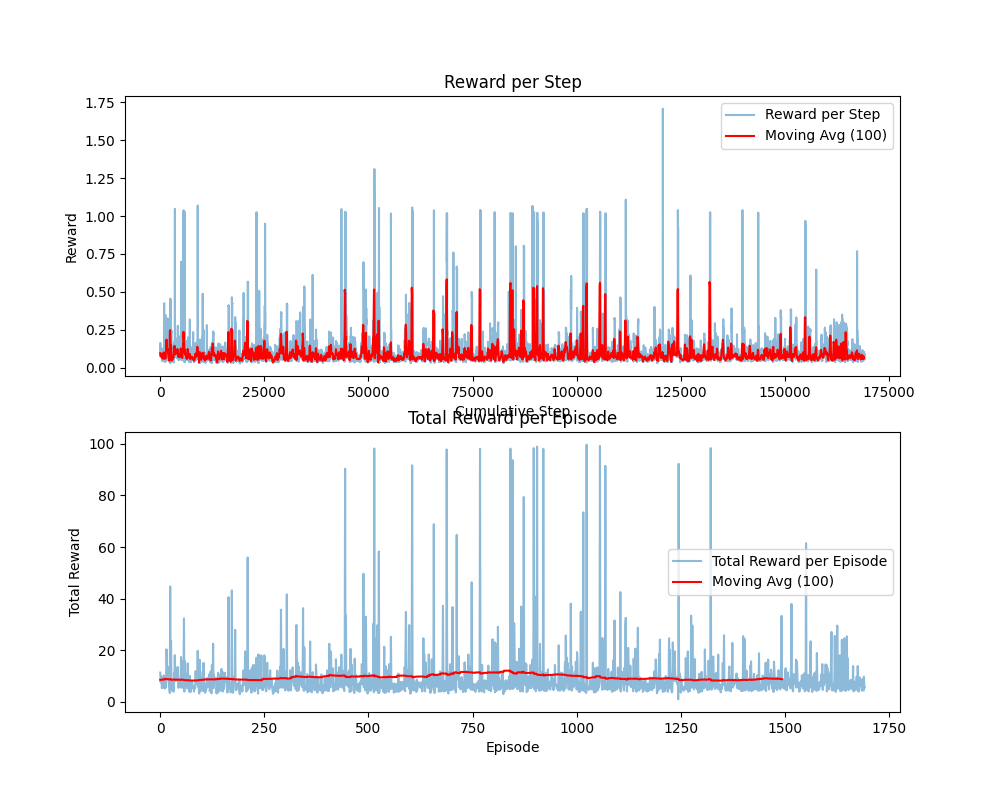 Reward per Step
1.75
1.50
1.25
1.00
0.75
0.50
0.25
0.00
Reward
Reward per Step
Moving Avg (100)
0 25000 50000 75000 100000 125000 150000 175000
Cumulative Step
Total Reward per Episode
100
80
60
40
20
0
Total Reward
Total Reward per Episode
Moving Avg (100)
0 250 500 750 1000 1250 1500 1750
Episode